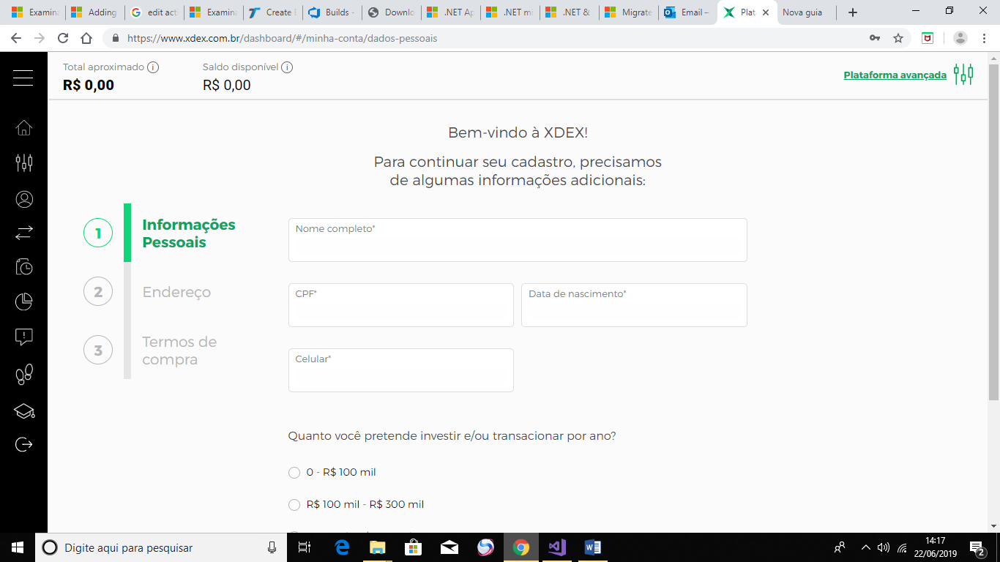 Examina
Adding
edit act
Examina
Create
Builds -
Downlo
.NET Ap
.NET mi
.NET &
Migrate
Email –
Plat
Nova guia
https://www.xdex.com.br/dashboard/#/minha-conta/dados-pessoais
Total aproximado
Saldo disponível
R$ 0,00
R$ 0,00
Plataforma avançada
Bem-vindo à XDEX!
Para continuar seu cadastro, precisamos
de algumas informações adicionais:
1
Informações
Pessoais
2
Endereço
3
Termos de
compra
Nome completo*
CPF*
Data de nascimento*
Celular*
Quanto você pretende investir e/ou transacionar por ano?
0 - R$ 100 mil
R$ 100 mil - R$ 300 mil
Digite aqui para pesquisar
14:17
22/06/2019
2